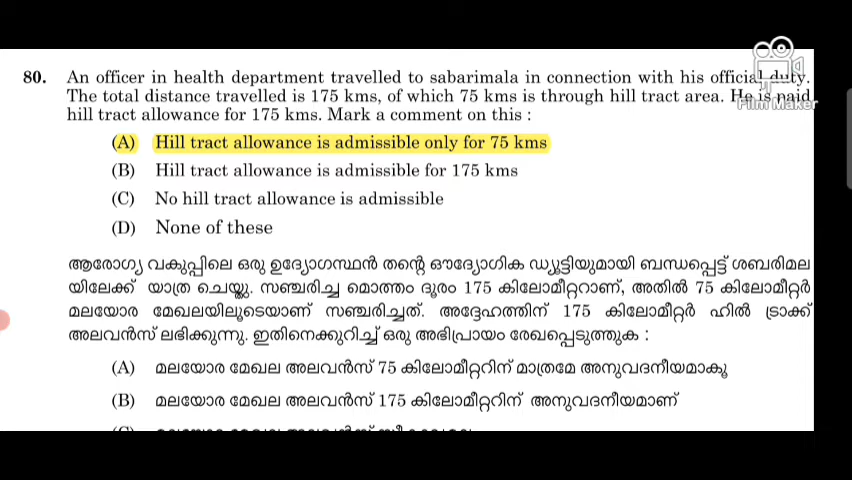 80. An officer in health department travelled to sabarimala in connection with his official duty.
The total distance travelled is 175 kms, of which 75 kms is through hill tract area. He is paid
hill tract allowance for 175 kms. Mark a comment on this :
(A) Hill tract allowance is admissible only for 75 kms
(B) Hill tract allowance is admissible for 175 kms
(C) No hill tract allowance is admissible
(D) None of these
ആരോഗ്യ വകുപ്പിലെ ഒരു ഉദ്യോഗസ്ഥൻ തന്റെ ഔദ്യോഗിക ഡ്യൂട്ടിയുമായി ബന്ധപ്പെട്ട് ശബരിമല
യിലേക്ക് യാത്ര ചെയ്തു. സഞ്ചരിച്ച മൊത്തം ദൂരം 175 കിലോമീറ്ററാണ്, അതിൽ 75 കിലോമീറ്റർ
മലയോര മേഖലയിലൂടെയാണ് സഞ്ചരിച്ചത്. അദ്ദേഹത്തിന് 175 കിലോമീറ്റർ ഹിൽ ട്രാക്ക്
അലവൻസ് ലഭിക്കുന്നു. ഇതിനെക്കുറിച്ച് ഒരു അഭിപ്രായം രേഖപ്പെടുത്തുക :
(A) മലയോര മേഖല അലവൻസ് 75 കിലോമീറ്ററിന് മാത്രമേ അനുവദനീയമാകൂ
(B) മലയോര മേഖല അലവൻസ് 175 കിലോമീറ്ററിന് അനുവദനീയമാണ്
Film Maker